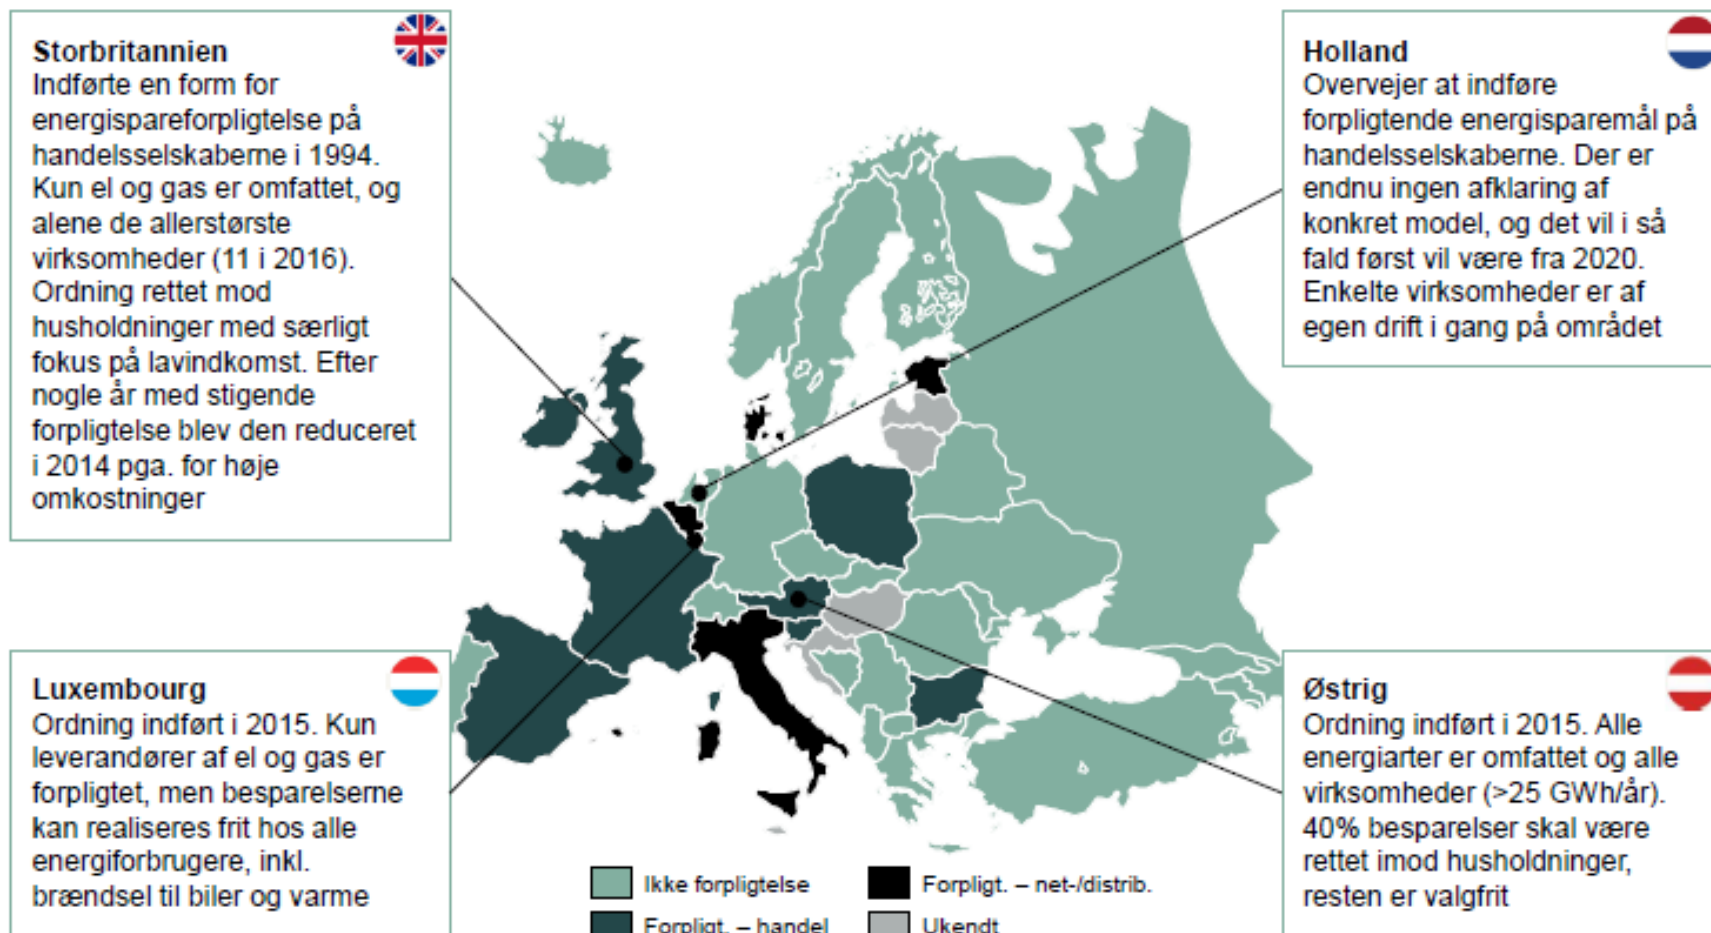 Storbritannien
Indførte en form for
energispareforpligtelse på
handelsselskaberne i 1994.
Kun el og gas er omfattet, og
alene de allerstørste
virksomheder (11 i 2016).
Ordning rettet mod
husholdninger med særligt
fokus på lavindkomst. Efter
nogle år med stigende
forpligtelse blev den reduceret
i 2014 pga. for høje
omkostninger
Holland
Overvejer at indføre
forpligtende energisparemål på
handelsselskaberne. Der er
endnu ingen afklaring af
konkret model, og det vil i så
fald først vil være fra 2020.
Enkelte virksomheder er af
egen drift i gang på området
Luxembourg
Ordning indført i 2015. Kun
leverandører af el og gas er
forpligtet, men besparelserne
kan realiseres frit hos alle
energiforbrugere, inkl.
brændsel til biler og varme
Østrig
Ordning indført i 2015. Alle
energiarter er omfattet og alle
virksomheder (>25 GWh/år).
40% besparelser skal være
rettet imod husholdninger,
resten er valgfrit
Ikke forpligtelse
Forpligt. – net-/distrib.
Forpligt. – handel
Ukendt